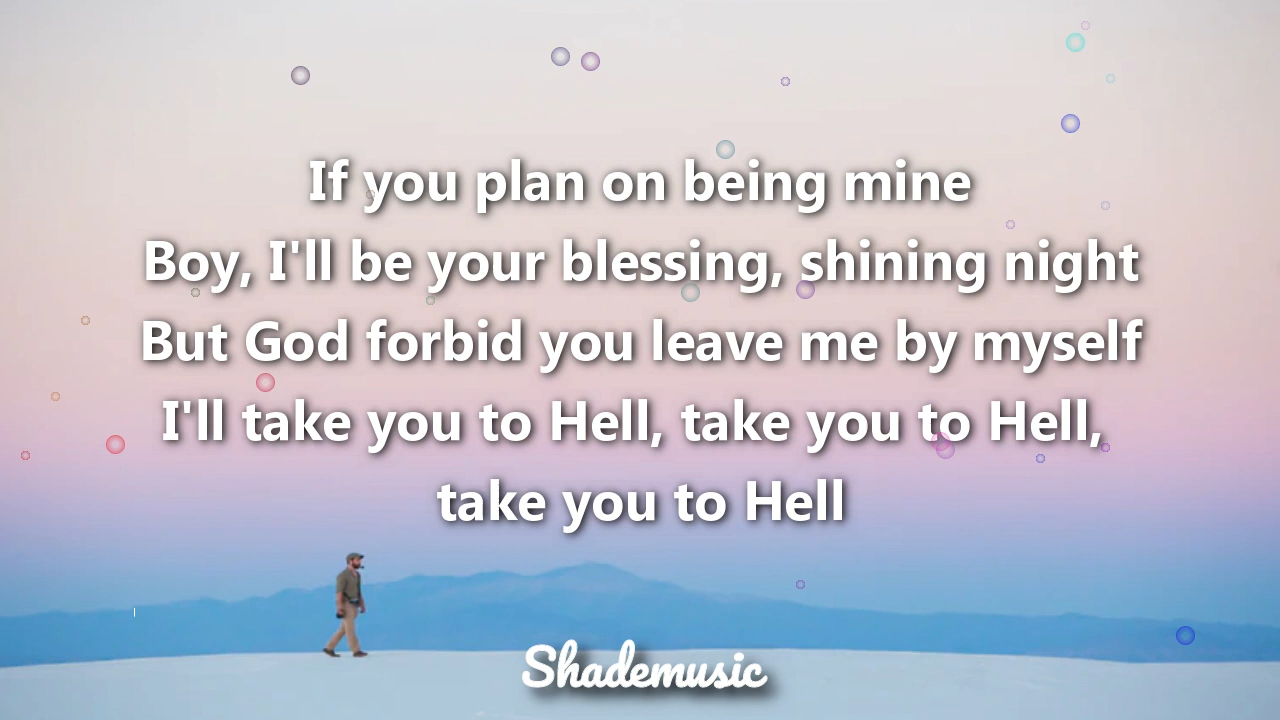 If you plan on being mine
Boy, I'll be your blessing, shining night
But God forbid you leave me by myself
I'll take you to Hell, take you to Hell,
take you to Hell
Shademusic